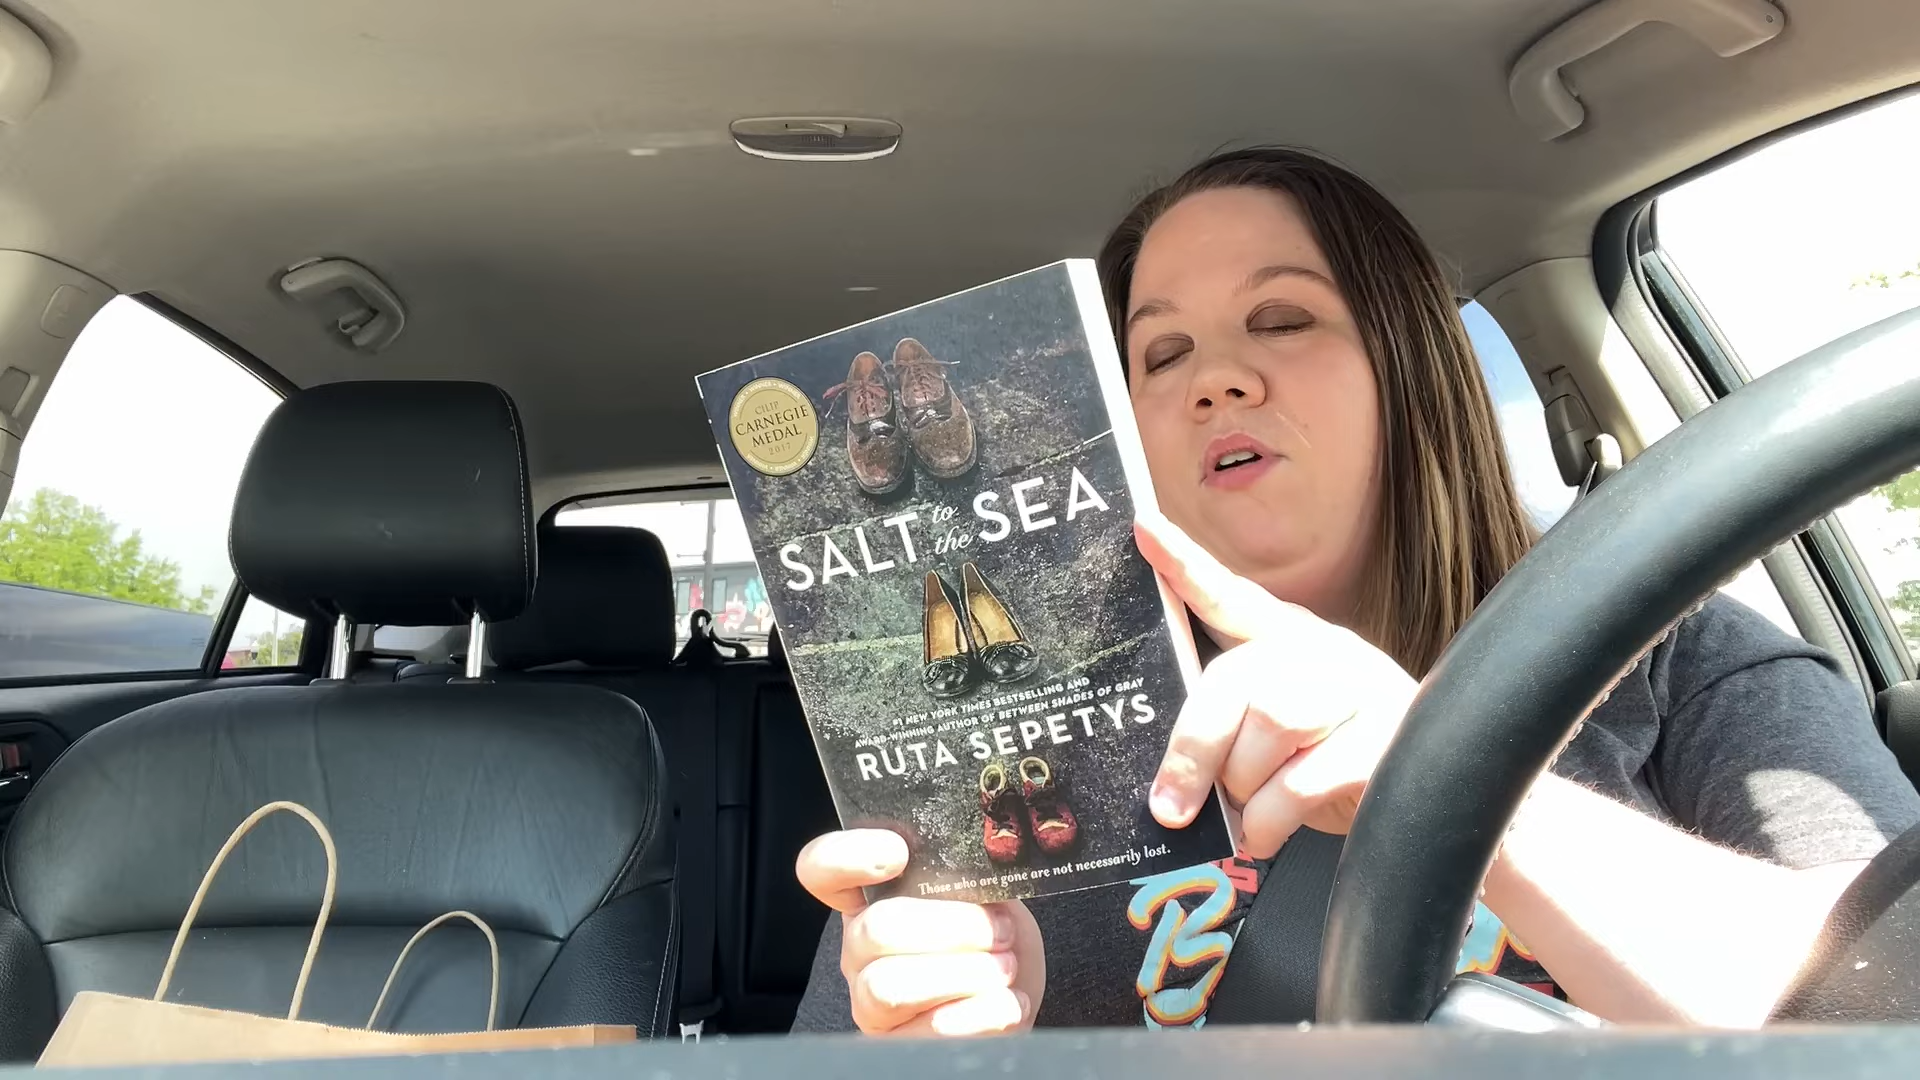 WINNER
CILIP
CARNEGIE
MEDAL
2017
SALT to the SEA
#1 NEW YORK TIMES BESTSELLING AND
AWARD-WINNING AUTHOR OF BETWEEN SHADES OF GRAY
RUTA SEPETYS
Those who are gone are not necessarily lost.